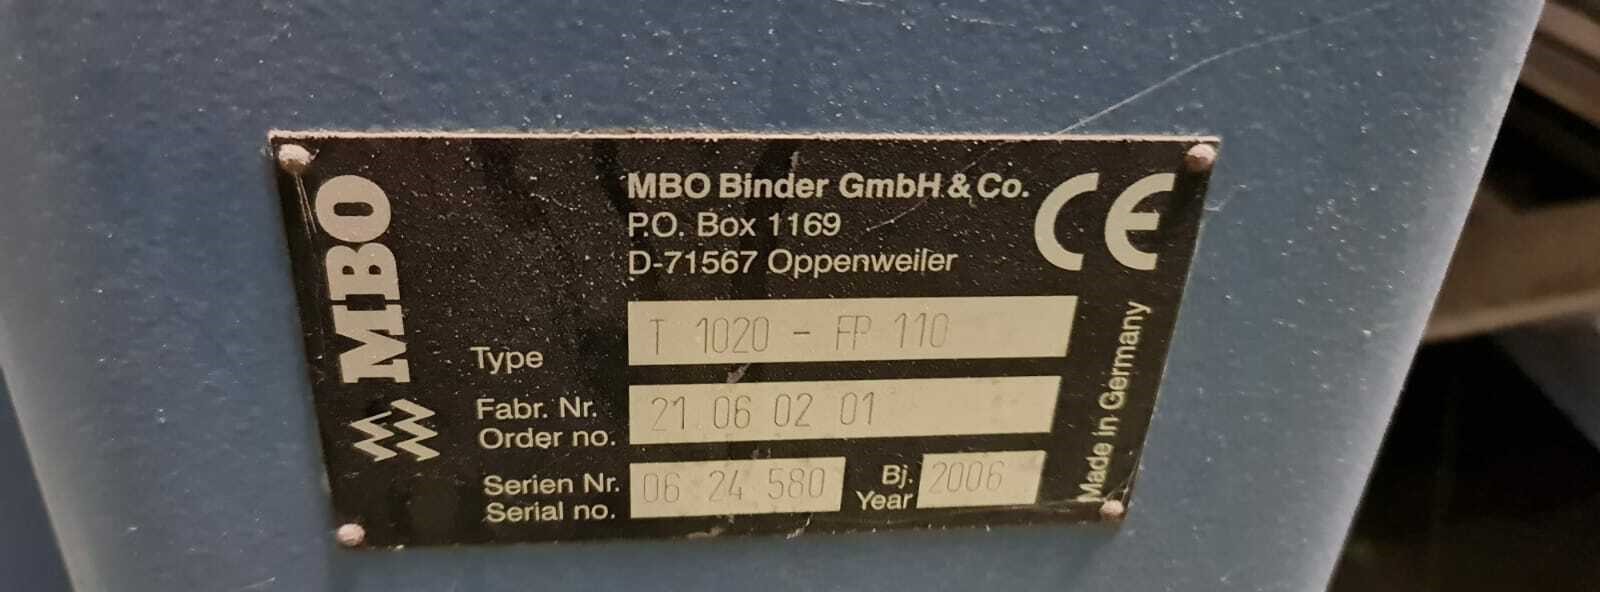 MBO
MBO Binder GmbH & Co.
P.O. Box 1169
D-71567 Oppenweiler
CE
Type T 1020 - FP 110
Fabr. Nr.
Order no. 21 06 02 01
Serien Nr.
Serial no. 06 24 580
Bj.
Year 2006
Made in Germany